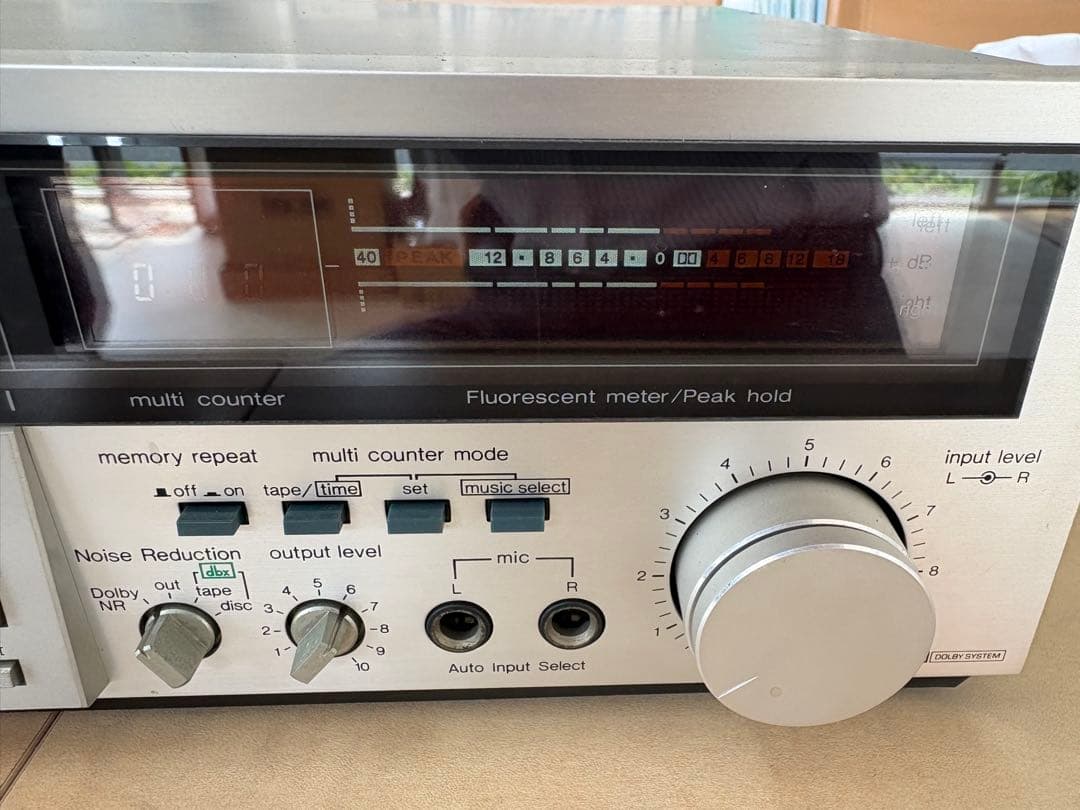 left
40 PEAK 12 · 8 6 4 · 0 4 6 8 12 18
+ dB
right
multi counter
Fluorescent meter/Peak hold
memory repeat
multi counter mode
off on
tape/time
set
music select
input level
L R
Noise Reduction
output level
mic
L R
dbx
Dolby NR
out
tape
disc
1 2 3 4 5 6 7 8 9 10
Auto Input Select
1 2 3 4 5 6 7 8
DOLBY SYSTEM